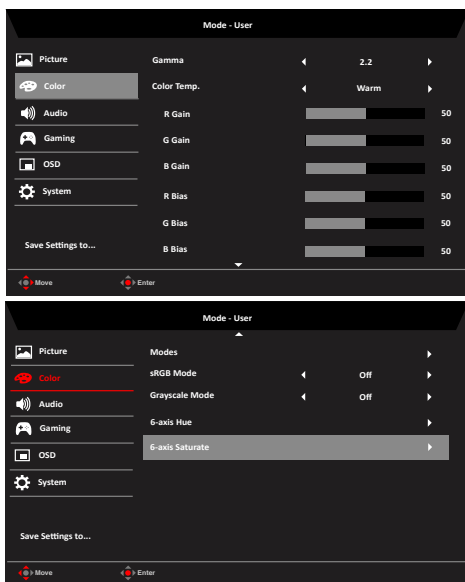 Mode - User
Picture
Gamma 2.2
Color
Color Temp. Warm
Audio
R Gain 50
Gaming
G Gain 50
OSD
B Gain 50
System
R Bias 50
G Bias 50
Save Settings to...
B Bias 50
Move Enter
Mode - User
Picture
Modes
Color
sRGB Mode Off
Audio
Grayscale Mode Off
Gaming
6-axis Hue
OSD
6-axis Saturate
System
Save Settings to...
Move Enter